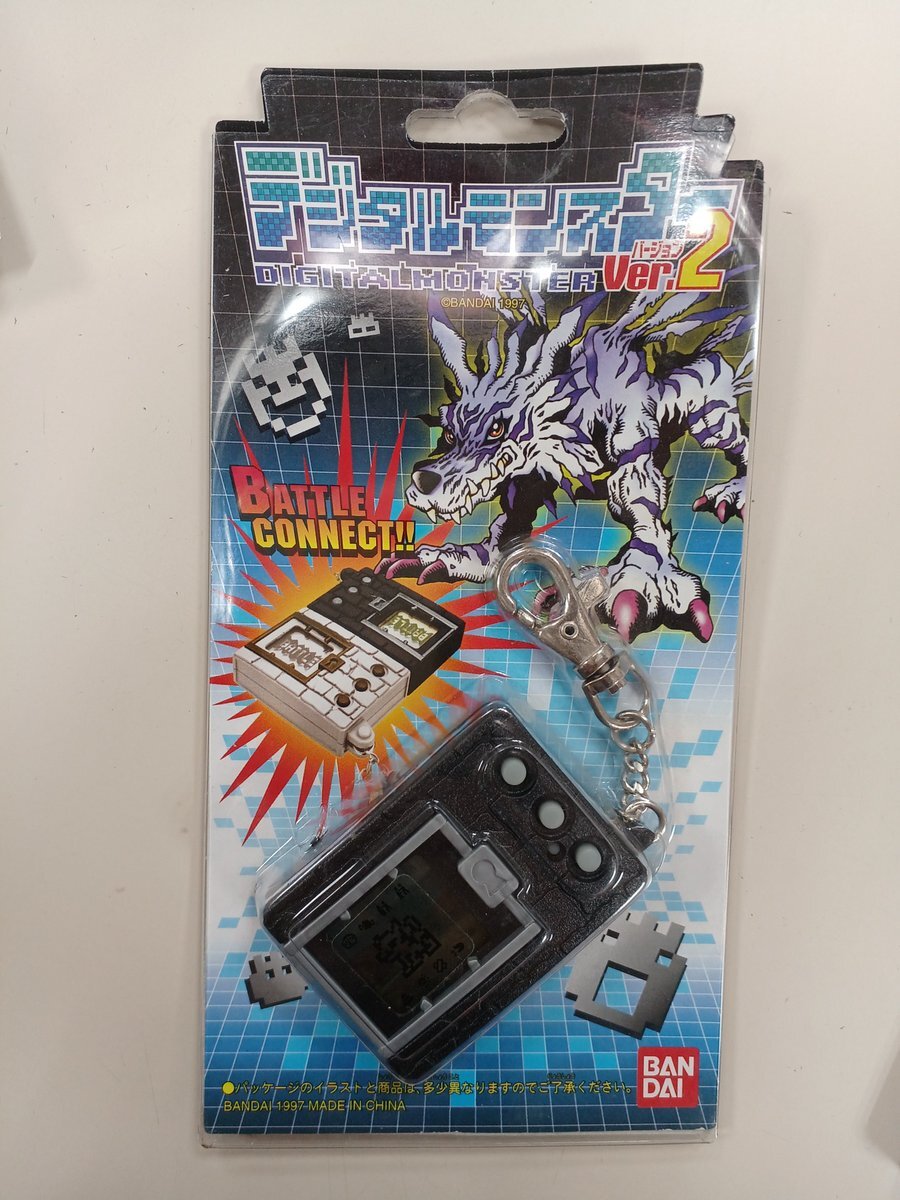 デジタルモンスター
DIGITALMONSTER
バージョン
Ver.2
©BANDAI 1997
BATTLE
CONNECT!!
●パッケージのイラストと商品は、多少異なりますのでご了承ください。
BANDAI 1997 MADE IN CHINA
BAN
DAI